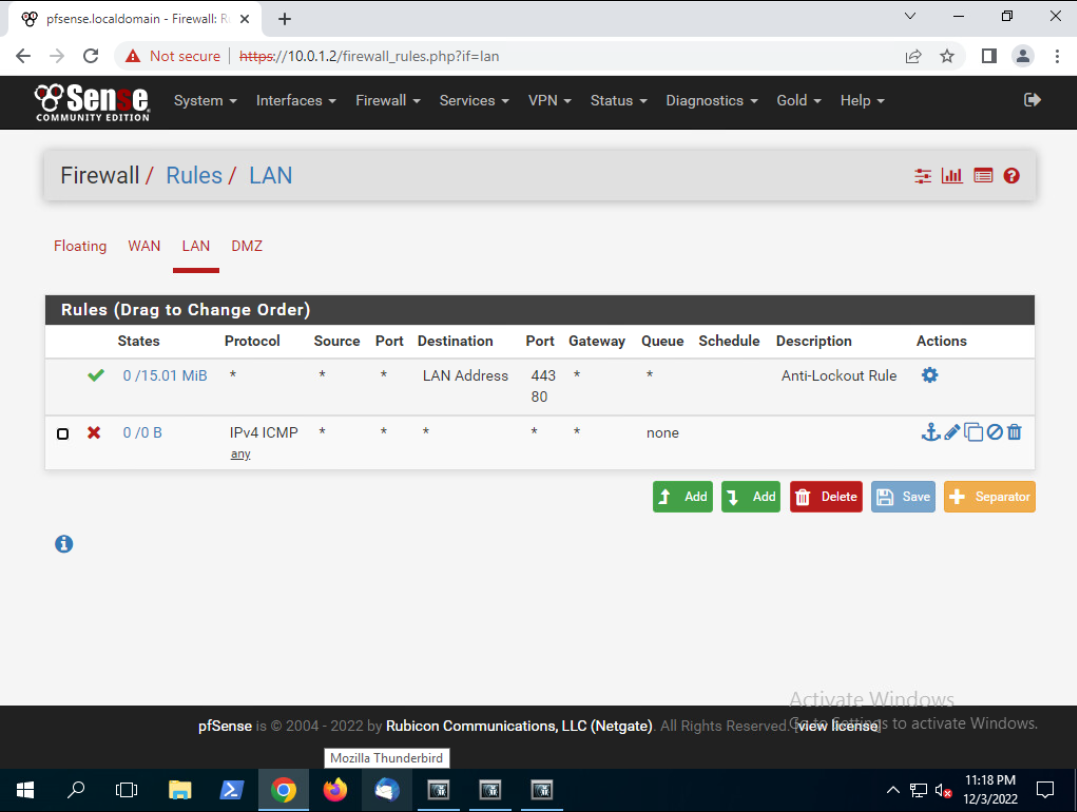 pfsense.localdomain - Firewall: R
Not secure | https://10.0.1.2/firewall_rules.php?if=lan
Sense
COMMUNITY EDITION
System Interfaces Firewall Services VPN Status Diagnostics Gold Help
Firewall / Rules / LAN
Floating WAN LAN DMZ
Rules (Drag to Change Order)
States Protocol Source Port Destination Port Gateway Queue Schedule Description Actions
0 /15.01 MiB * * * LAN Address 443 * * Anti-Lockout Rule
80
0 /0 B IPv4 ICMP * * * * * none
any
Add Add Delete Save Separator
Activate Windows
Go to Settings to activate Windows.
pfSense is © 2004 - 2022 by Rubicon Communications, LLC (Netgate). All Rights Reserved. [view license]
Mozilla Thunderbird
11:18 PM
12/3/2022